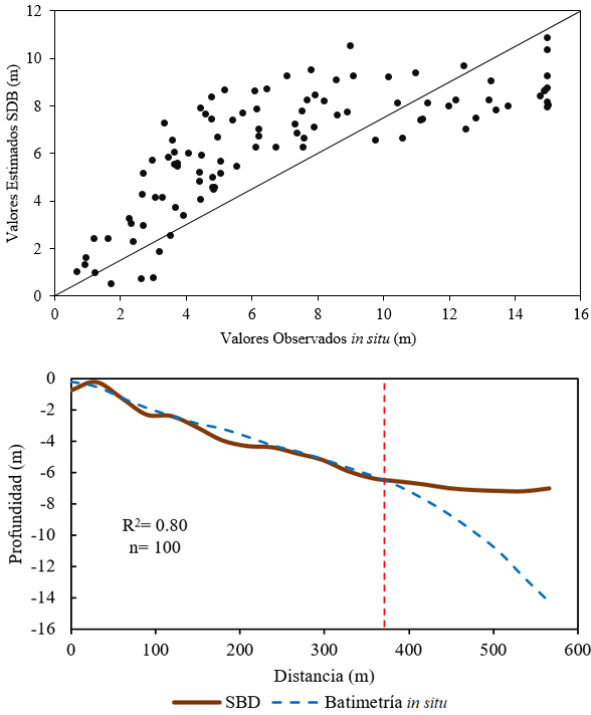 12
10
8
6
4
2
0
Valores Estimados SDB (m)
0 2 4 6 8 10 12 14 16
Valores Observados in situ (m)
0
-2
-4
-6
-8
-10
-12
-14
-16
Profundidad (m)
R²= 0.80
n= 100
0 100 200 300 400 500 600
Distancia (m)
SBD Batimetría in situ